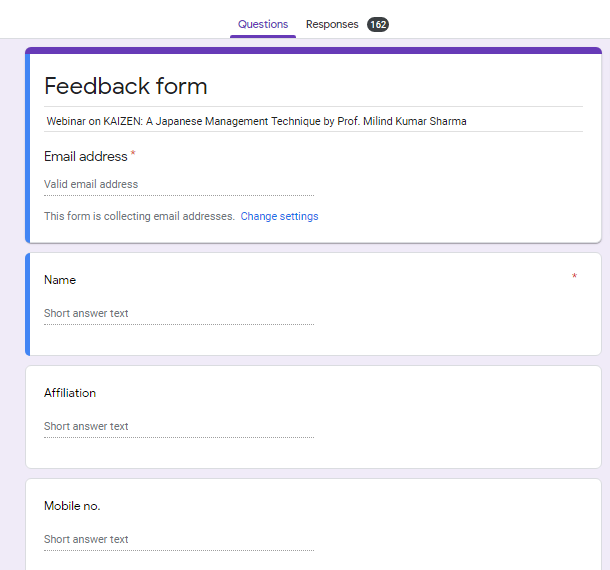 Questions Responses 162
Feedback form
Webinar on KAIZEN: A Japanese Management Technique by Prof. Milind Kumar Sharma
Email address *
Valid email address
This form is collecting email addresses. Change settings
Name *
Short answer text
Affiliation
Short answer text
Mobile no.
Short answer text